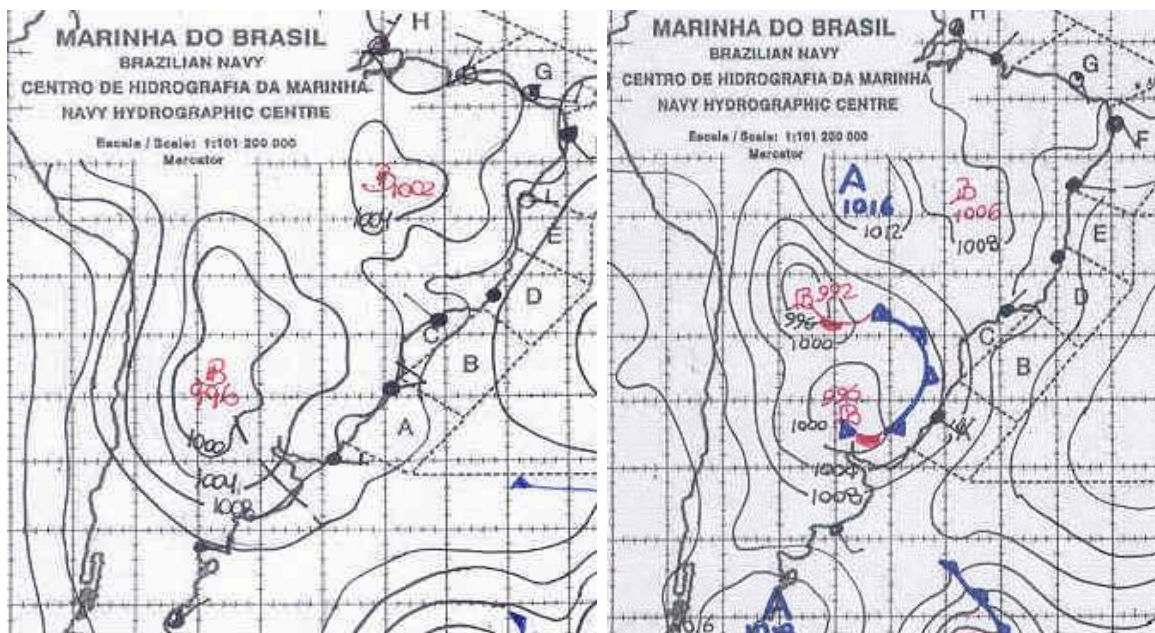 H
MARINHA DO BRASIL
BRAZILIAN NAVY
CENTRO DE HIDROGRAFIA DA MARINHA
NAVY HYDROGRAPHIC CENTRE
Escala / Scale: 1:101 200 000
Mercator
G
B 1002
1004
E
D
C
B
B
996
A
1000
1004
1008
H
MARINHA DO BRASIL
BRAZILIAN NAVY
CENTRO DE HIDROGRAFIA DA MARINHA
NAVY HYDROGRAPHIC CENTRE
Escala / Scale: 1:101 200 000
Mercator
G
F
A
1016
1012
B
1006
1008
E
D
B 992
996
1000
C
B
996
B
1000
A
1004
1008
A
1016